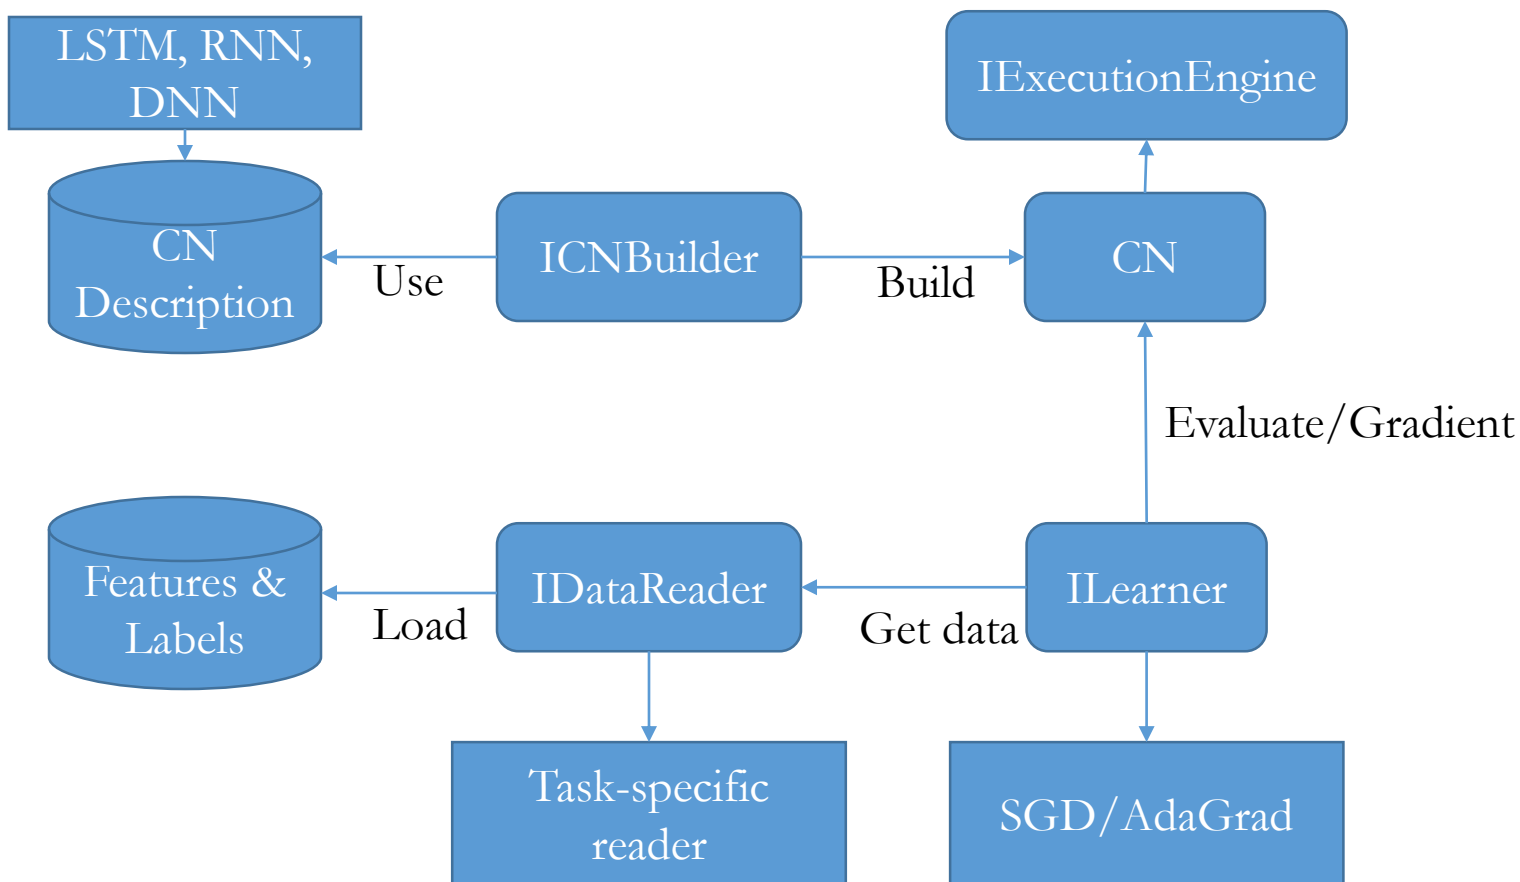 LSTM, RNN,
DNN
IExecutionEngine
CN
Description
Use
ICNBuilder
Build
CN
Evaluate/Gradient
Features &
Labels
Load
IDataReader
Get data
ILearner
Task-specific
reader
SGD/AdaGrad